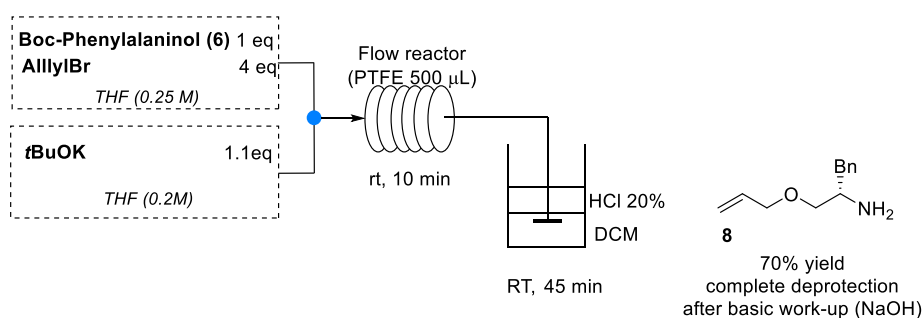 Boc-Phenylalaninol (6) 1 eq
AlllylBr 4 eq
THF (0.25 M)
tBuOK 1.1eq
THF (0.2M)
Flow reactor
(PTFE 500 µL)
rt, 10 min
HCl 20%
DCM
RT, 45 min
Bn
O
NH2
8
70% yield
complete deprotection
after basic work-up (NaOH)